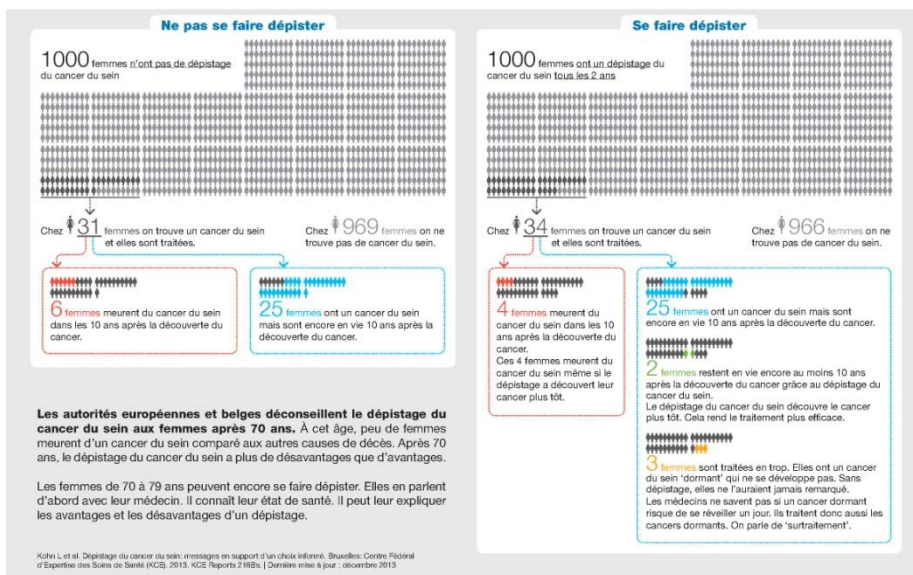 Ne pas se faire dépister
1000 femmes n'ont pas de dépistage
du cancer du sein
Chez 31 femmes on trouve un cancer du sein
et elles sont traitées.
Chez 969 femmes on ne
trouve pas de cancer du sein.
6 femmes meurent du cancer du sein
dans les 10 ans après la découverte du
cancer.
25 femmes ont un cancer du sein
mais sont encore en vie 10 ans après la
découverte du cancer.
Les autorités européennes et belges déconseillent le dépistage du
cancer du sein aux femmes après 70 ans. À cet âge, peu de femmes
meurent d'un cancer du sein comparé aux autres causes de décès. Après 70
ans, le dépistage du cancer du sein a plus de désavantages que d'avantages.
Les femmes de 70 à 79 ans peuvent encore se faire dépister. Elles en parlent
d'abord avec leur médecin. Il connaît leur état de santé. Il peut leur expliquer
les avantages et les désavantages d'un dépistage.
Kohn L et al. Dépistage du cancer du sein: messages en support d'un choix informé. Bruxelles: Centre Fédéral
d'Expertise des Soins de Santé (KCE). 2013. KCE Reports 216Bs. | Dernière mise à jour : décembre 2013
Se faire dépister
1000 femmes ont un dépistage du
cancer du sein tous les 2 ans
Chez 34 femmes on trouve un cancer du sein
et elles sont traitées.
Chez 966 femmes on ne
trouve pas de cancer du sein.
4 femmes meurent du
cancer du sein dans les 10
ans après la découverte du
cancer.
Ces 4 femmes meurent du
cancer du sein même si le
dépistage a découvert leur
cancer plus tôt.
25 femmes ont un cancer du sein mais sont
encore en vie 10 ans après la découverte du cancer.
2 femmes restent en vie encore au moins 10 ans
après la découverte du cancer grâce au dépistage du
cancer du sein.
Le dépistage du cancer du sein découvre le cancer
plus tôt. Cela rend le traitement plus efficace.
3 femmes sont traitées en trop. Elles ont un cancer
du sein 'dormant' qui ne se développe pas. Sans
dépistage, elles ne l'auraient jamais remarqué.
Les médecins ne savent pas si un cancer dormant
risque de se réveiller un jour. Ils traitent donc aussi les
cancers dormants. On parle de 'surtraitement'.